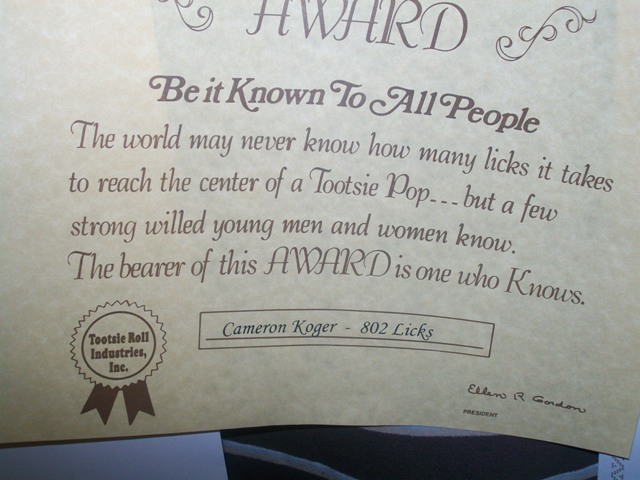 AWARD
Be it Known To All People
The world may never know how many licks it takes
to reach the center of a Tootsie Pop---but a few
strong willed young men and women know.
The bearer of this AWARD is one who Knows.
Tootsie Roll
Industries,
Inc.
Cameron Koger - 802 Licks
Ellen R. Gordon
PRESIDENT